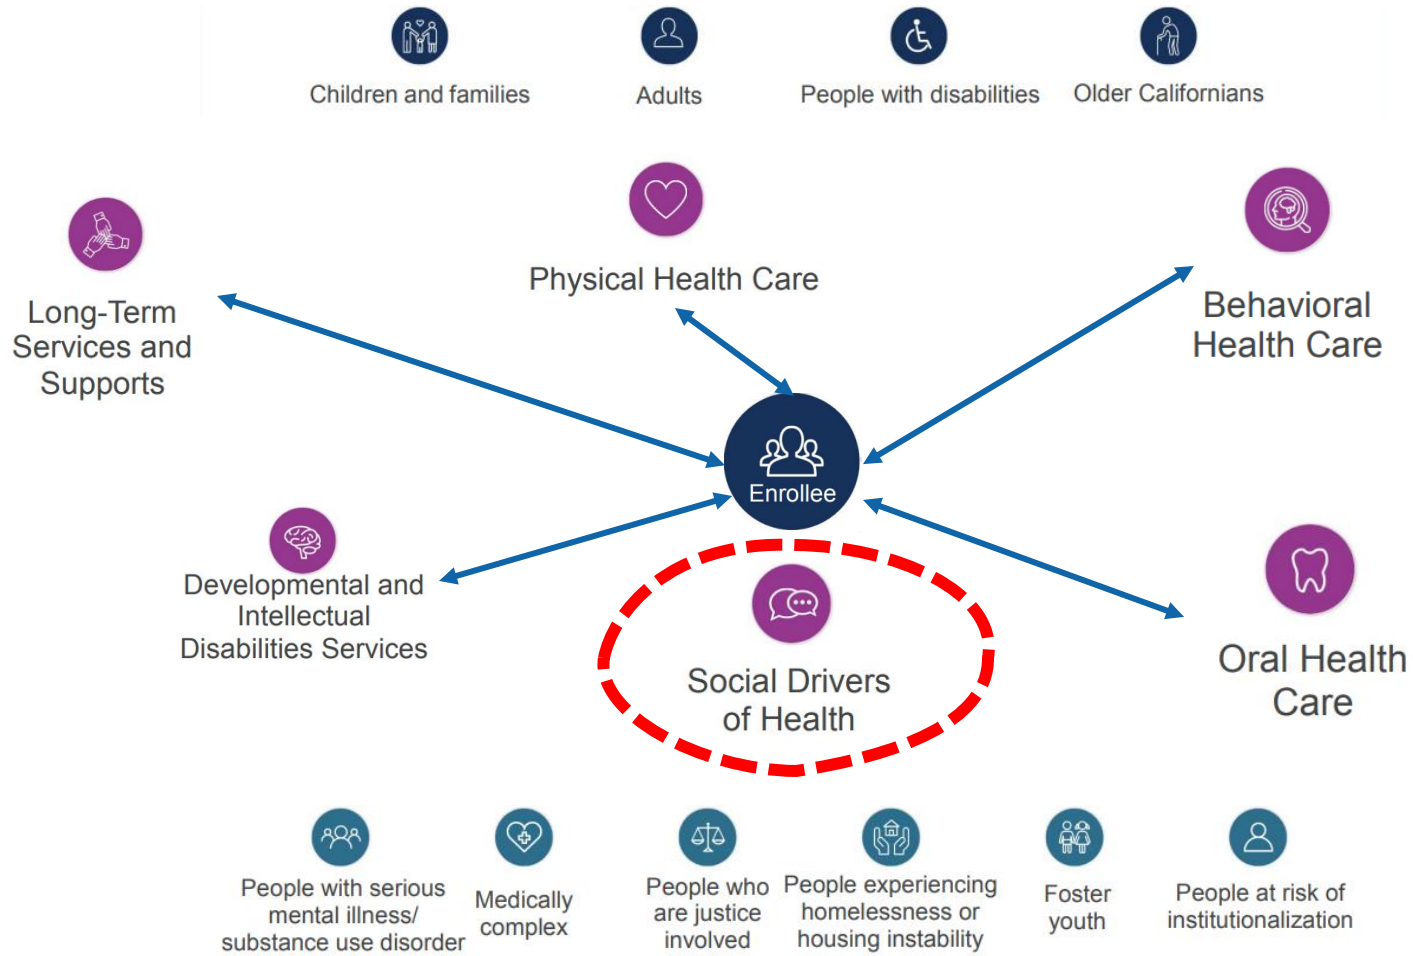 Children and families
Adults
People with disabilities
Older Californians
Physical Health Care
Long-Term
Services and
Supports
Behavioral
Health Care
Enrollee
Developmental and
Intellectual
Disabilities Services
Social Drivers
of Health
Oral Health
Care
People with serious
mental illness/
substance use disorder
Medically
complex
People who
are justice
involved
People experiencing
homelessness or
housing instability
Foster
youth
People at risk of
institutionalization